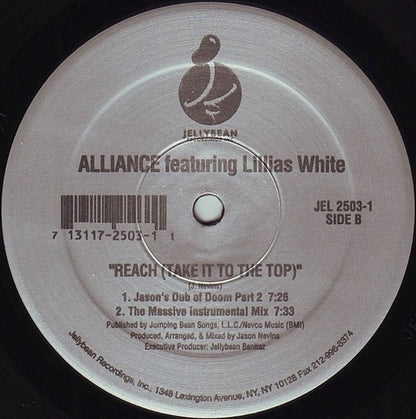 JELLYBEAN
RECORDINGS INC.
ALLIANCE featuring Lillias White
JEL 2503-1
SIDE B
7 13117-2503-1 1
"REACH (TAKE IT TO THE TOP)"
(J. Nevins)
1. Jason's Dub of Doom Part 2 7:26
2. The Massive Instrumental Mix 7:33
Published by Jumping Bean Songs, L.L.C./Nevco Music (BMI)
Produced, Arranged, & Mixed by Jason Nevins
Executive Producer: Jellybean Benitez
Jellybean Recordings, Inc., 1348 Lexington Avenue, NY, NY 10128 Fax 212-996-5374